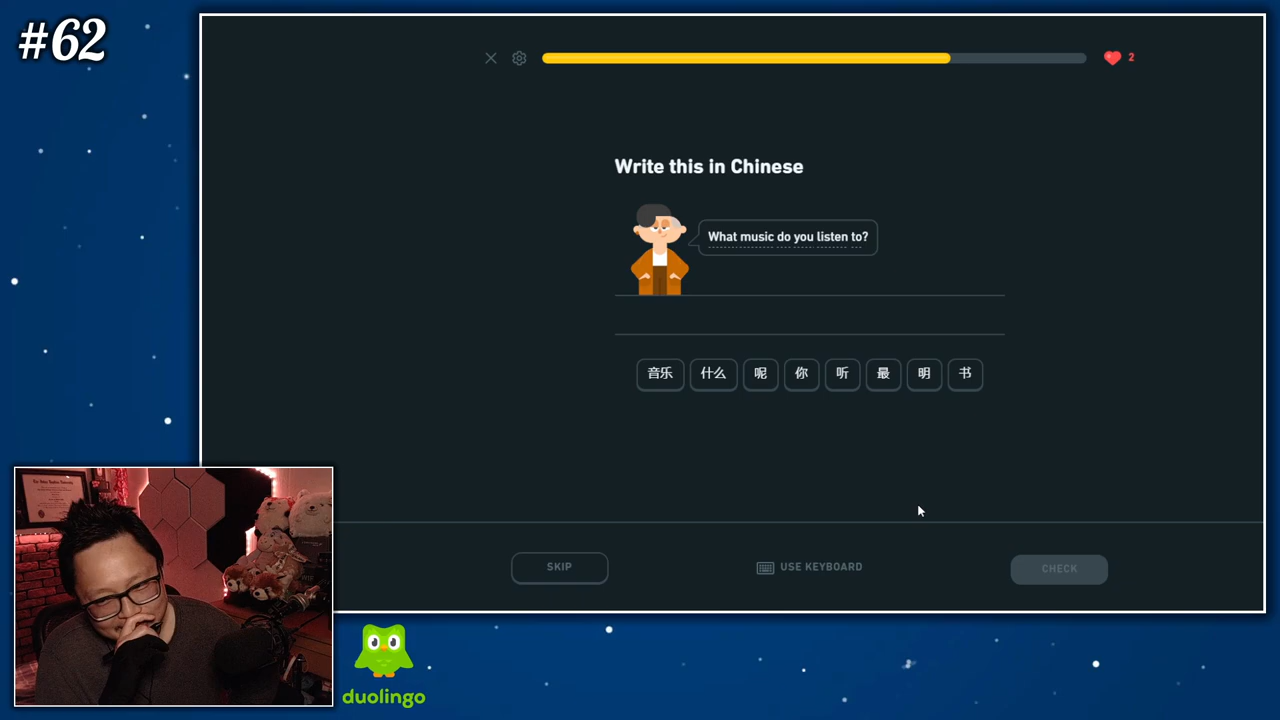 #62
2
Write this in Chinese
What music do you listen to?
音乐 什么 呢 你 听 最 明 书
SKIP
USE KEYBOARD
CHECK
duolingo